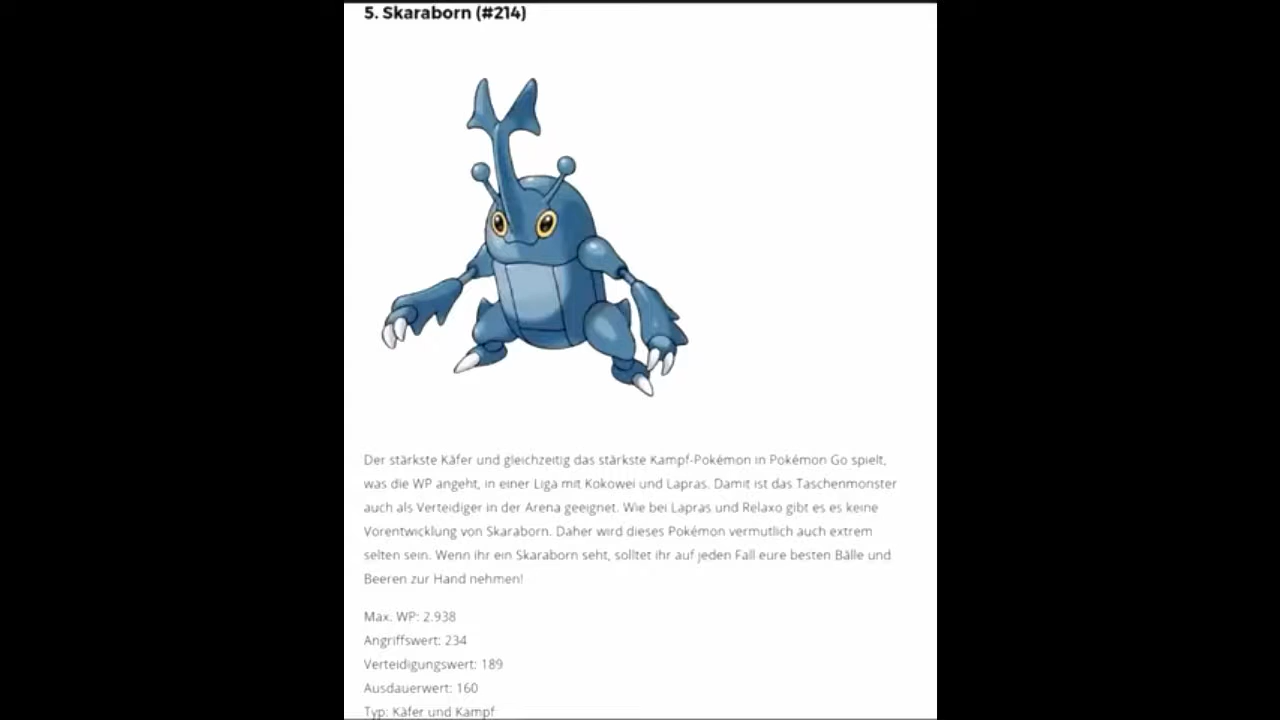 5. Skaraborn (#214)
Der stärkste Käfer und gleichzeitig das stärkste Kampf-Pokémon in Pokémon Go spielt,
was die WP angeht, in einer Liga mit Kokowei und Lapras. Damit ist das Taschenmonster
auch als Verteidiger in der Arena geeignet. Wie bei Lapras und Relaxo gibt es es keine
Vorentwicklung von Skaraborn. Daher wird dieses Pokémon vermutlich auch extrem
selten sein. Wenn ihr ein Skaraborn seht, solltet ihr auf jeden Fall eure besten Bälle und
Beeren zur Hand nehmen!
Max. WP: 2.938
Angriffswert: 234
Verteidigungswert: 189
Ausdauerwert: 160
Typ: Käfer und Kampf